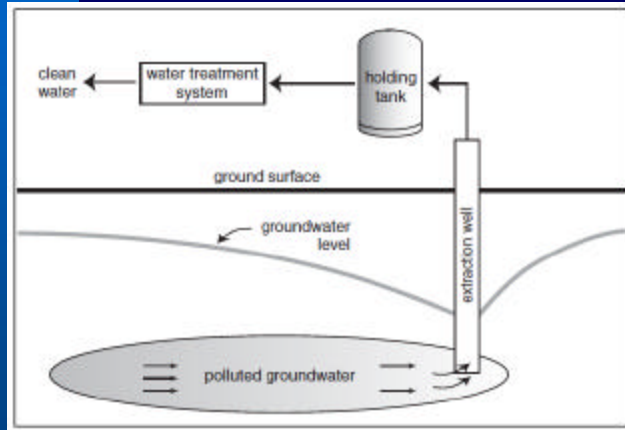 clean
water
water treatment
system
holding
tank
ground surface
groundwater
level
extraction well
polluted groundwater